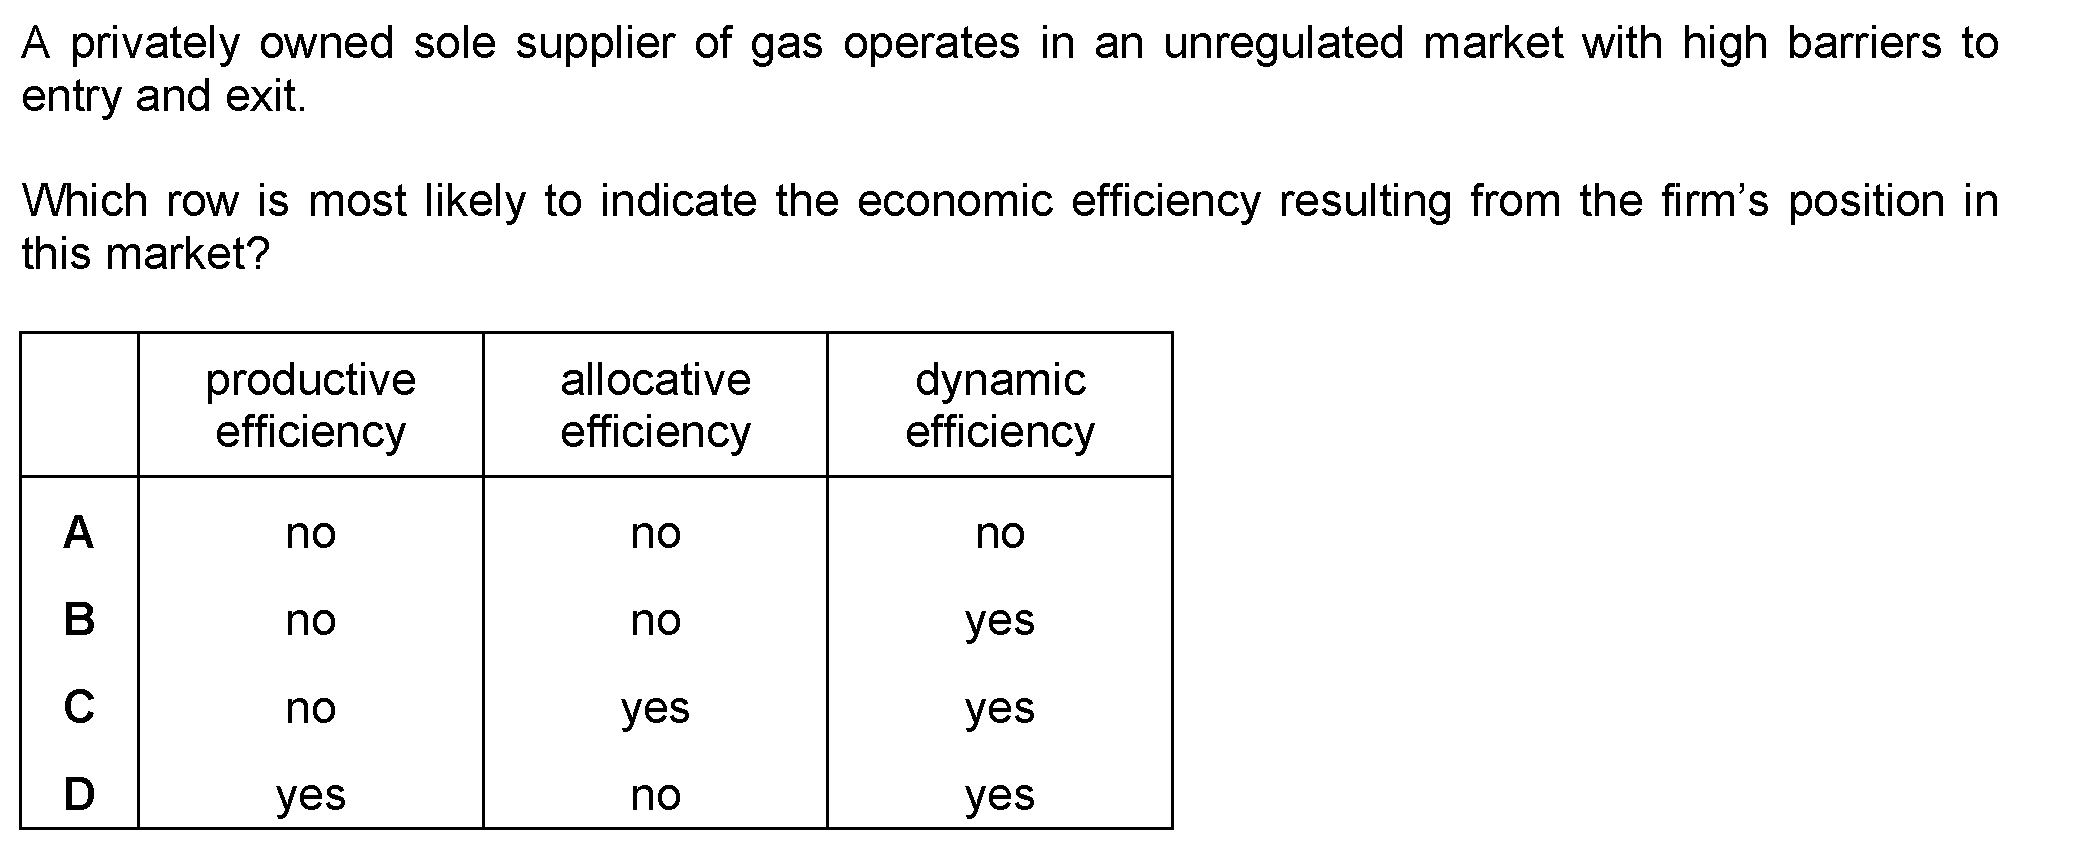 A privately owned sole supplier of gas operates in an unregulated market with high barriers to
entry and exit.
Which row is most likely to indicate the economic efficiency resulting from the firm’s position in
this market?
productive efficiency allocative efficiency dynamic efficiency
A no no no
B no no yes
C no yes yes
D yes no yes